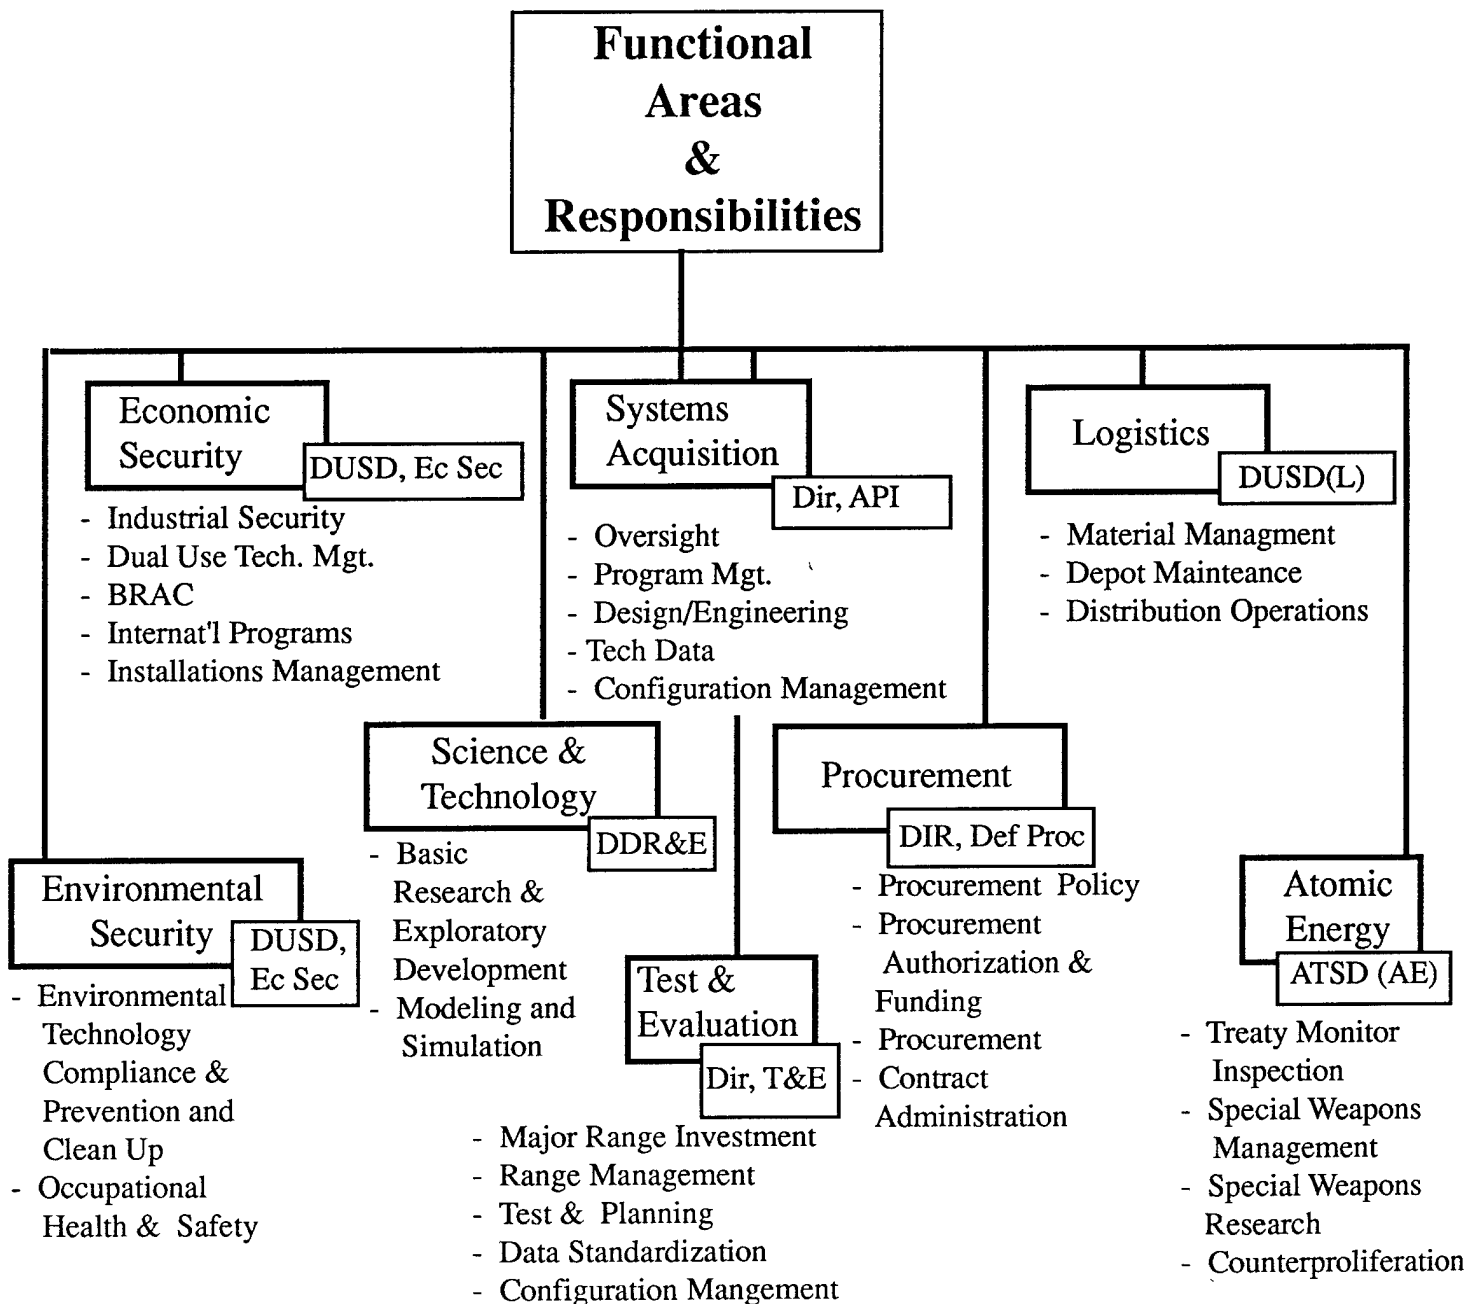 Functional
Areas
&
Responsibilities
Economic
Security
DUSD, Ec Sec
- Industrial Security
- Dual Use Tech. Mgt.
- BRAC
- Internat'l Programs
- Installations Management
Systems
Acquisition
Dir, API
- Oversight
- Program Mgt.
- Design/Engineering
- Tech Data
- Configuration Management
Logistics
DUSD(L)
- Material Managment
- Depot Mainteance
- Distribution Operations
Science &
Technology
DDR&E
- Basic
Research &
Exploratory
Development
- Modeling and
Simulation
Procurement
DIR, Def Proc
- Procurement Policy
- Procurement
Authorization &
Funding
- Procurement
- Contract
Administration
Environmental
Security
DUSD,
Ec Sec
- Environmental
Technology
Compliance &
Prevention and
Clean Up
- Occupational
Health & Safety
Test &
Evaluation
Dir, T&E
- Major Range Investment
- Range Management
- Test & Planning
- Data Standardization
- Configuration Mangement
Atomic
Energy
ATSD (AE)
- Treaty Monitor
Inspection
- Special Weapons
Management
- Special Weapons
Research
- Counterproliferation